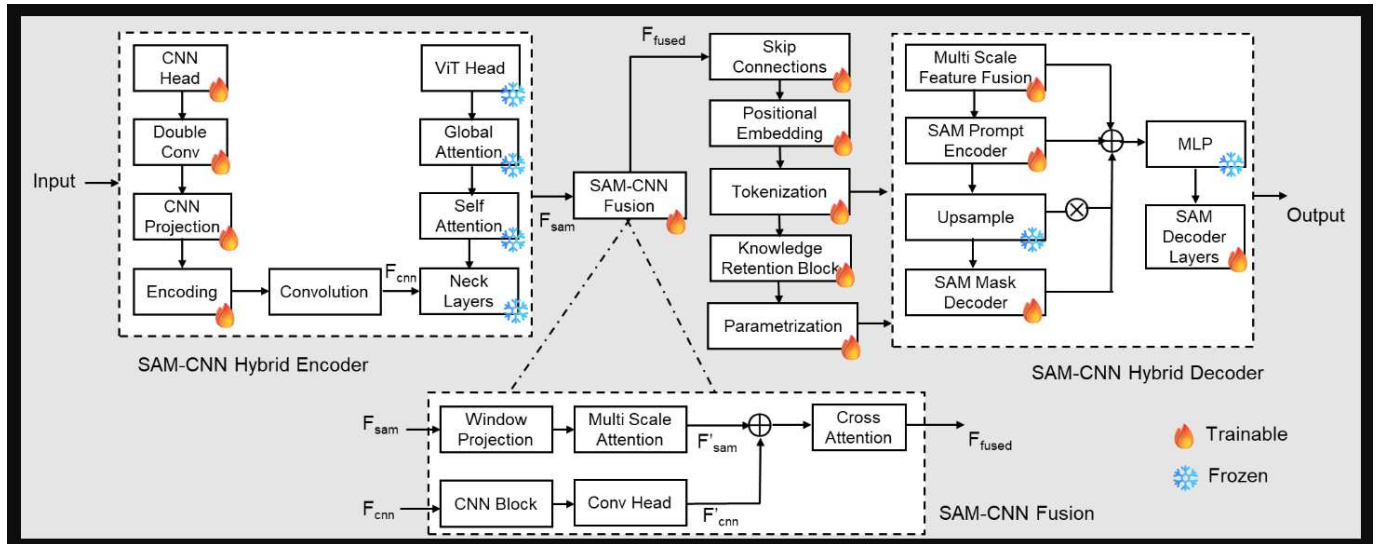 CNN
Head
Double
Conv
CNN
Projection
Encoding
Convolution
F_cnn
ViT Head
Global
Attention
Self
Attention
Neck
Layers
Input
SAM-CNN Hybrid Encoder
F_sam
SAM-CNN
Fusion
F_fused
Skip
Connections
Positional
Embedding
Tokenization
Knowledge
Retention Block
Parametrization
Multi Scale
Feature Fusion
SAM Prompt
Encoder
Upsample
SAM Mask
Decoder
MLP
SAM
Decoder
Layers
Output
SAM-CNN Hybrid Decoder
F_sam
Window
Projection
Multi Scale
Attention
F'_sam
Cross
Attention
F_fused
F_cnn
CNN Block
Conv Head
F'_cnn
SAM-CNN Fusion
Trainable
Frozen